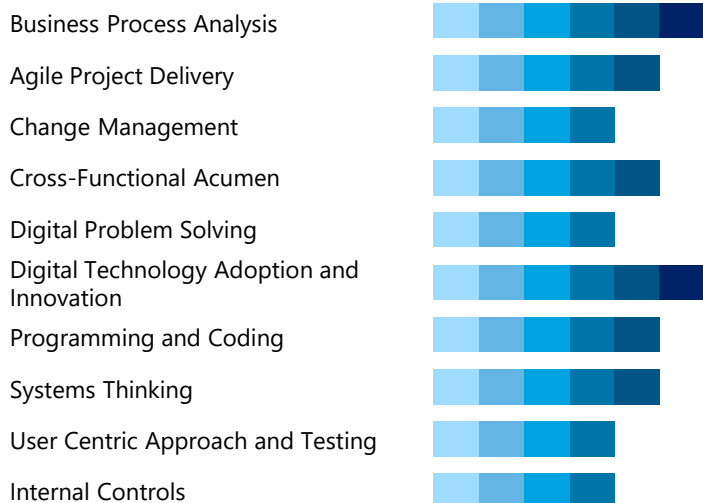 Business Process Analysis
Agile Project Delivery
Change Management
Cross-Functional Acumen
Digital Problem Solving
Digital Technology Adoption and
Innovation
Programming and Coding
Systems Thinking
User Centric Approach and Testing
Internal Controls